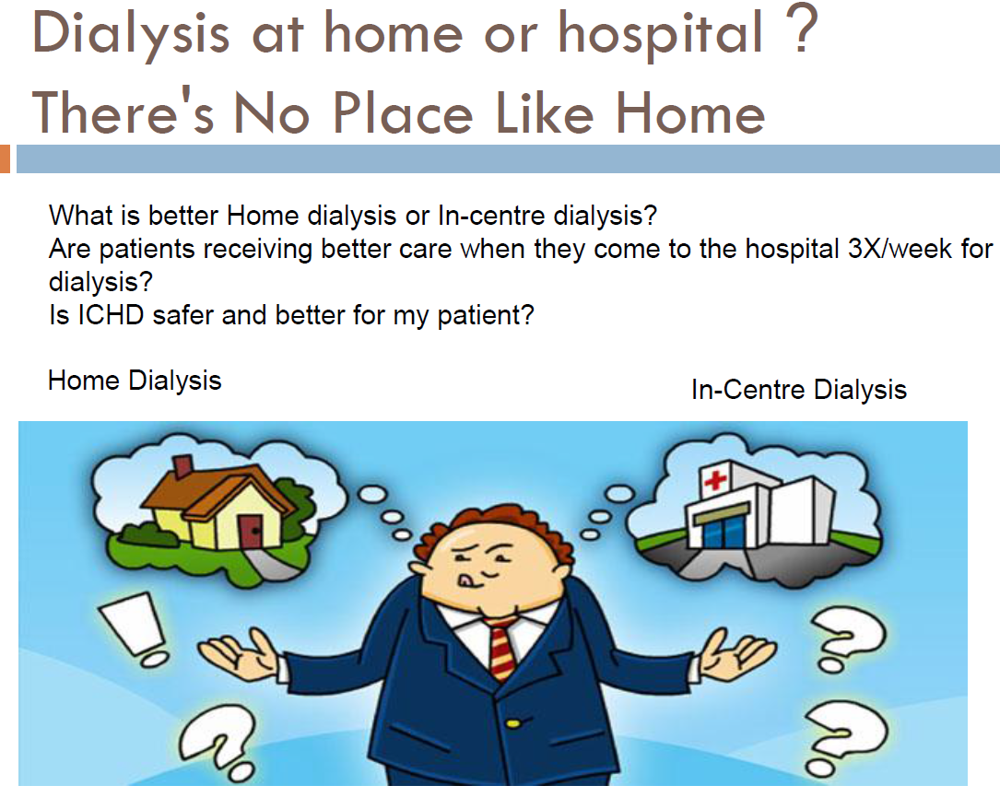 Dialysis at home or hospital ?
There's No Place Like Home
What is better Home dialysis or In-centre dialysis?
Are patients receiving better care when they come to the hospital 3X/week for
dialysis?
Is ICHD safer and better for my patient?
Home Dialysis
In-Centre Dialysis
!
?
?
?